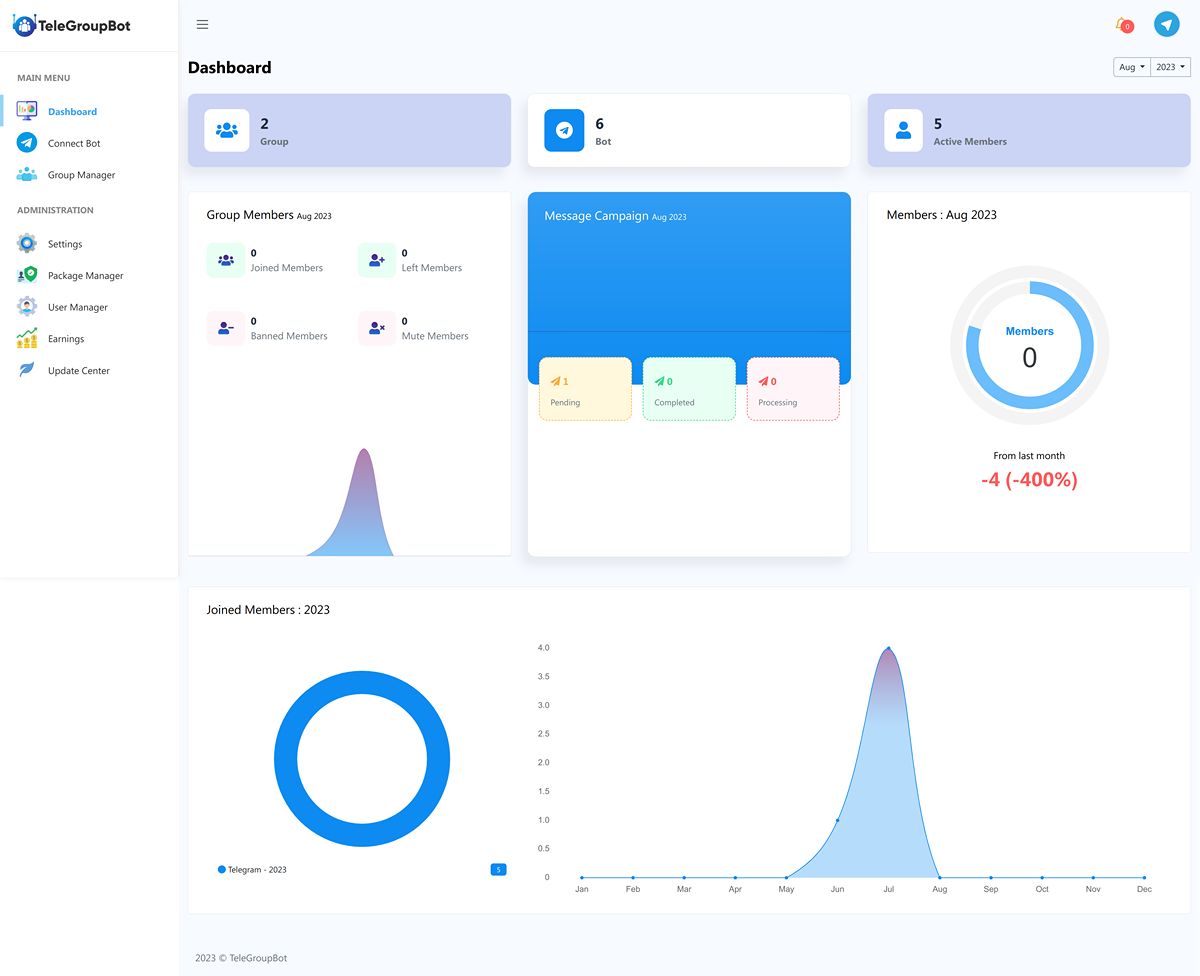 TeleGroupBot
0
MAIN MENU
Dashboard
Connect Bot
Group Manager
ADMINISTRATION
Settings
Package Manager
User Manager
Earnings
Update Center
Dashboard
Aug
2023
2
Group
6
Bot
5
Active Members
Group Members Aug 2023
0
Joined Members
0
Left Members
0
Banned Members
0
Mute Members
Message Campaign Aug 2023
1
Pending
0
Completed
0
Processing
Members : Aug 2023
Members
0
From last month
-4 (-400%)
Joined Members : 2023
Telegram - 2023
5
4.0
3.5
3.0
2.5
2.0
1.5
1.0
0.5
0
Jan Feb Mar Apr May Jun Jul Aug Sep Oct Nov Dec
2023 © TeleGroupBot